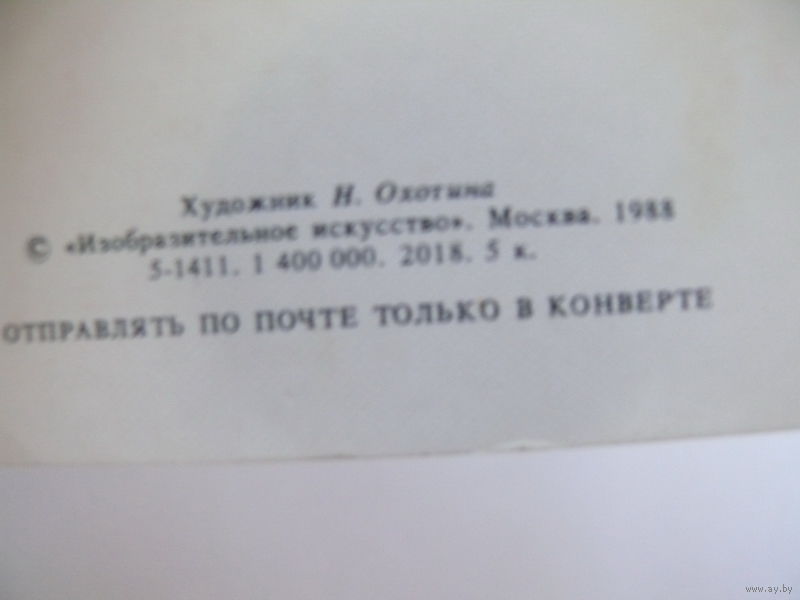 Художник Н. Охотина
© «Изобразительное искусство». Москва. 1988
5-1411. 1 400 000. 2018. 5 к.
ОТПРАВЛЯТЬ ПО ПОЧТЕ ТОЛЬКО В КОНВЕРТЕ
www.ay.by